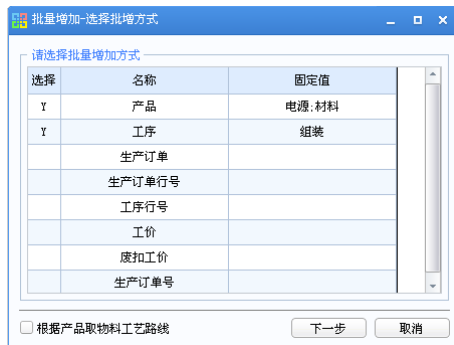 批量增加-选择批增方式
请选择批量增加方式
选择 名称 固定值
Y 产品 电源;材料
Y 工序 组装
生产订单
生产订单行号
工序行号
工价
废扣工价
生产订单号
根据产品取物料工艺路线 下一步 取消